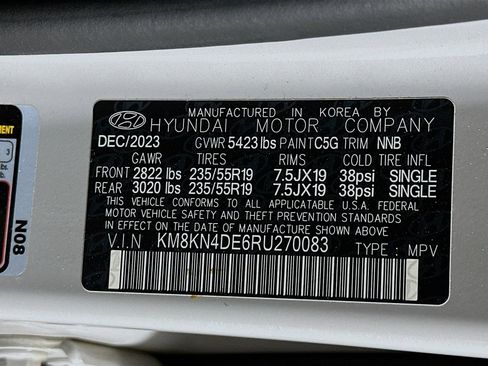 MANUFACTURED IN KOREA BY
HYUNDAI MOTOR COMPANY
DEC/2023 GVWR 5423lbs PAINT C5G TRIM NNB
GAWR TIRES RIMS COLD TIRE INFL
FRONT 2822 lbs 235/55R19 7.5JX19 38psi SINGLE
REAR 3020 lbs 235/55R19 7.5JX19 38psi SINGLE
THIS VEHICLE CONFORMS TO ALL APPLICABLE U.S.A. FEDERAL
MOTOR VEHICLE SAFETY AND THEFT PREVENTION STANDARDS
IN EFFECT ON THE DATE OF MANUFACTURE SHOWN ABOVE.
V.I.N KM8KN4DE6RU270083 TYPE : MPV
3
lbs.
N08